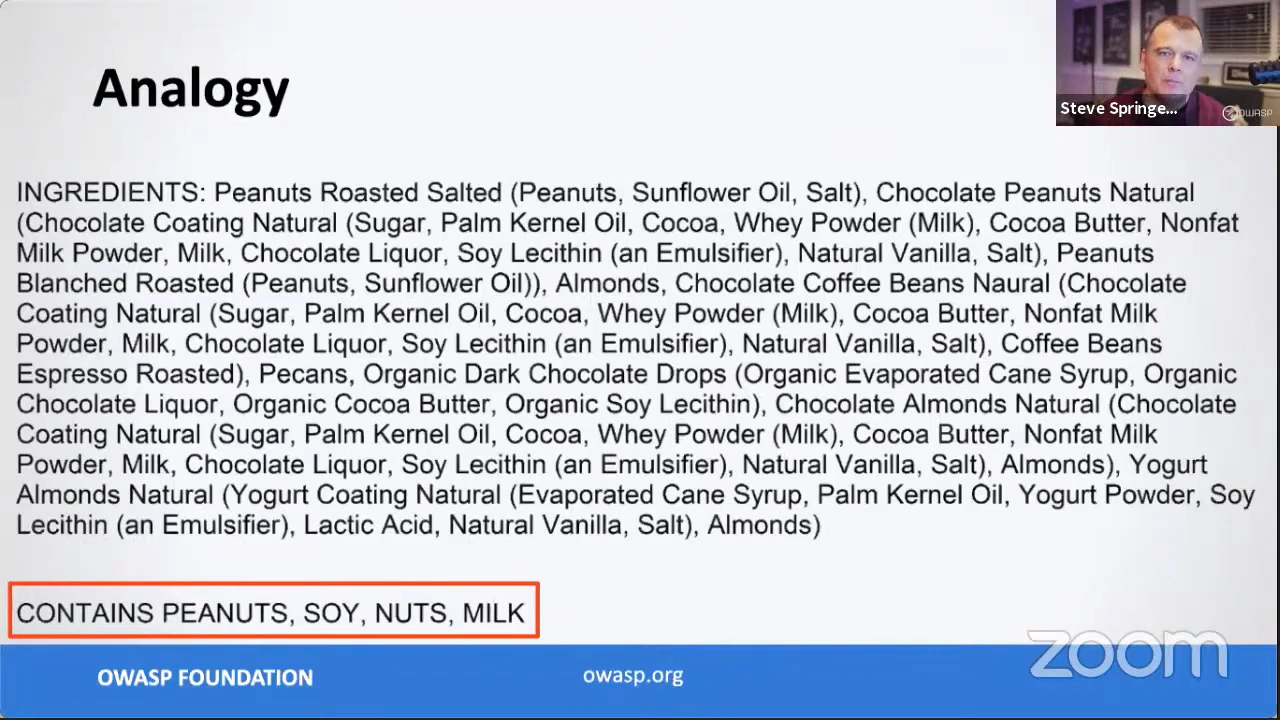 Analogy
Steve Springe...
OWASP
INGREDIENTS: Peanuts Roasted Salted (Peanuts, Sunflower Oil, Salt), Chocolate Peanuts Natural
(Chocolate Coating Natural (Sugar, Palm Kernel Oil, Cocoa, Whey Powder (Milk), Cocoa Butter, Nonfat
Milk Powder, Milk, Chocolate Liquor, Soy Lecithin (an Emulsifier), Natural Vanilla, Salt), Peanuts
Blanched Roasted (Peanuts, Sunflower Oil)), Almonds, Chocolate Coffee Beans Naural (Chocolate
Coating Natural (Sugar, Palm Kernel Oil, Cocoa, Whey Powder (Milk), Cocoa Butter, Nonfat Milk
Powder, Milk, Chocolate Liquor, Soy Lecithin (an Emulsifier), Natural Vanilla, Salt), Coffee Beans
Espresso Roasted), Pecans, Organic Dark Chocolate Drops (Organic Evaporated Cane Syrup, Organic
Chocolate Liquor, Organic Cocoa Butter, Organic Soy Lecithin), Chocolate Almonds Natural (Chocolate
Coating Natural (Sugar, Palm Kernel Oil, Cocoa, Whey Powder (Milk), Cocoa Butter, Nonfat Milk
Powder, Milk, Chocolate Liquor, Soy Lecithin (an Emulsifier), Natural Vanilla, Salt), Almonds), Yogurt
Almonds Natural (Yogurt Coating Natural (Evaporated Cane Syrup, Palm Kernel Oil, Yogurt Powder, Soy
Lecithin (an Emulsifier), Lactic Acid, Natural Vanilla, Salt), Almonds)
CONTAINS PEANUTS, SOY, NUTS, MILK
zoom
OWASP FOUNDATION
owasp.org